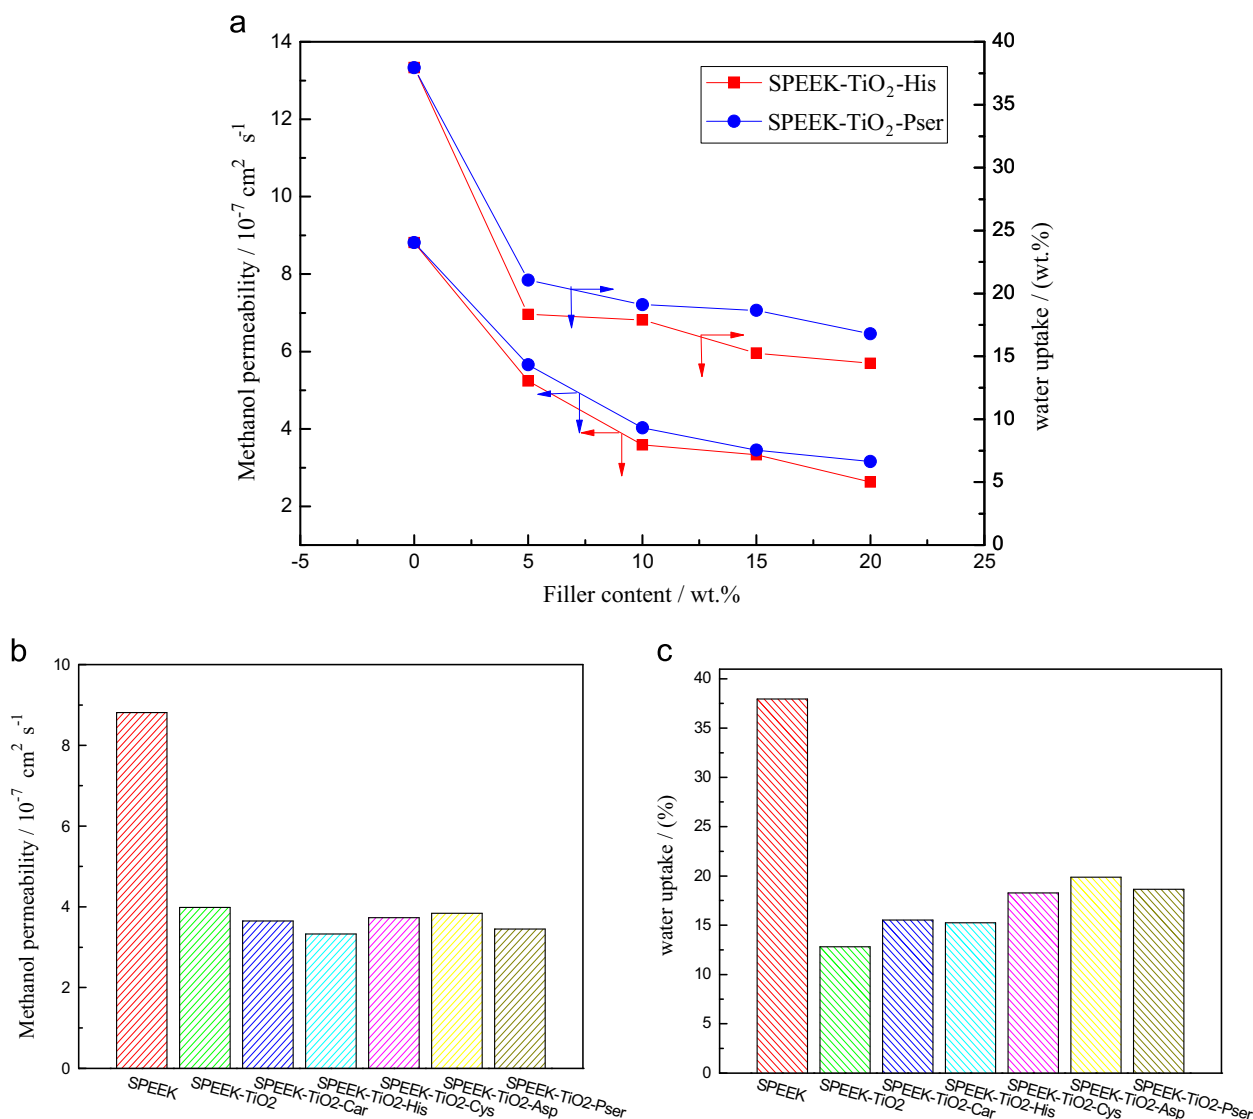 a
14
12
10
8
6
4
2
Methanol permeability / 10⁻⁷ cm² s⁻¹
40
35
30
25
20
15
10
5
0
water uptake / (wt.%)
SPEEK-TiO₂-His
SPEEK-TiO₂-Pser
-5 0 5 10 15 20 25
Filler content / wt.%
b
10
8
6
4
2
0
Methanol permeability / 10⁻⁷ cm² s⁻¹
SPEEK
SPEEK-TiO2
SPEEK-TiO2-Car
SPEEK-TiO2-His
SPEEK-TiO2-Cys
SPEEK-TiO2-Asp
SPEEK-TiO2-Pser
c
40
35
30
25
20
15
10
5
0
water uptake / (%)
SPEEK
SPEEK-TiO2
SPEEK-TiO2-Car
SPEEK-TiO2-His
SPEEK-TiO2-Cys
SPEEK-TiO2-Asp
SPEEK-TiO2-Pser